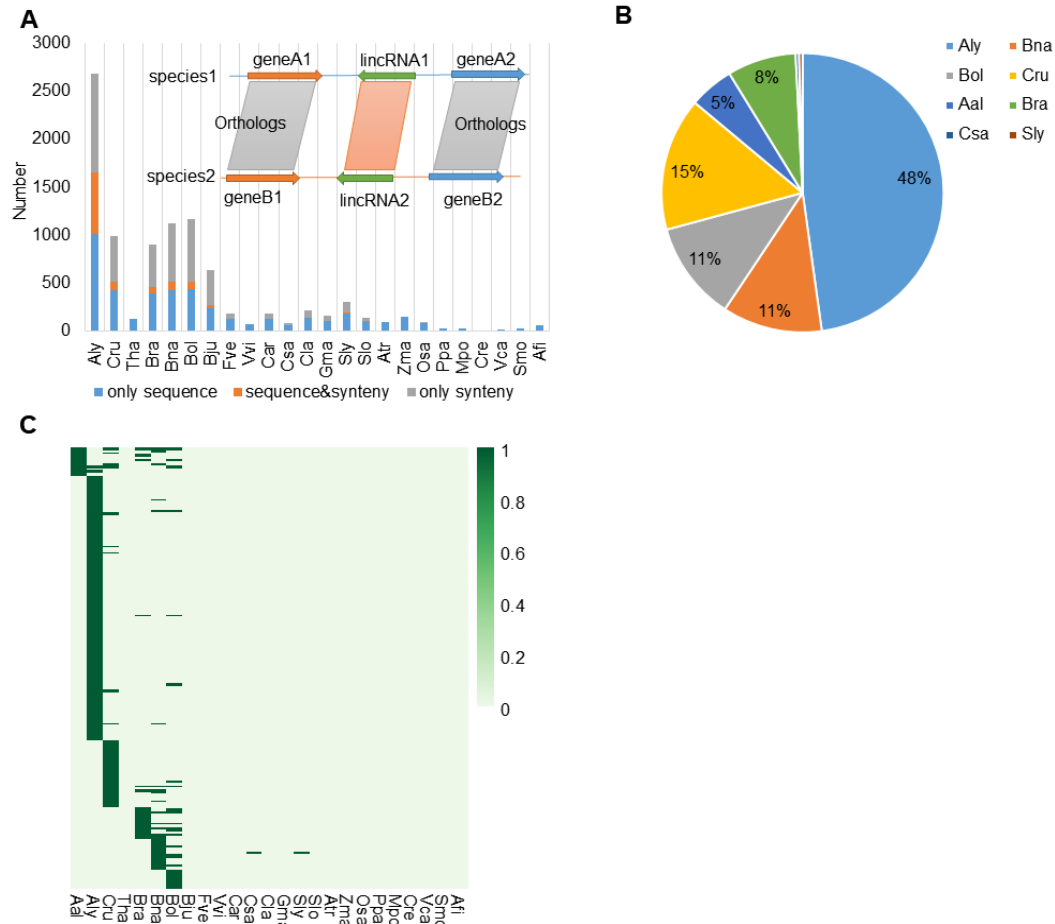 A
3000
2500
2000
1500
1000
500
0
Number
geneA1 lincRNA1 geneA2
species1
Orthologs Orthologs
species2
geneB1 lincRNA2 geneB2
Aly Cru Tha Bra Bna Bol Bju Fve Vvi Car Csa Cla Gma Sly Slo Atr Zma Osa Ppa Mpo Cre Vca Smo Afi
only sequence sequence&synteny only synteny
B
48%
11%
11%
15%
5%
8%
Aly Bna
Bol Cru
Aal Bra
Csa Sly
C
1
0.8
0.6
0.4
0.2
0
Aal Aly Cru Tha Bra Bna Bol Bju Fve Vvi Car Csa Cla Gma Sly Slo Atr Zma Osa Ppa Mpo Cre Vca Smo Afi